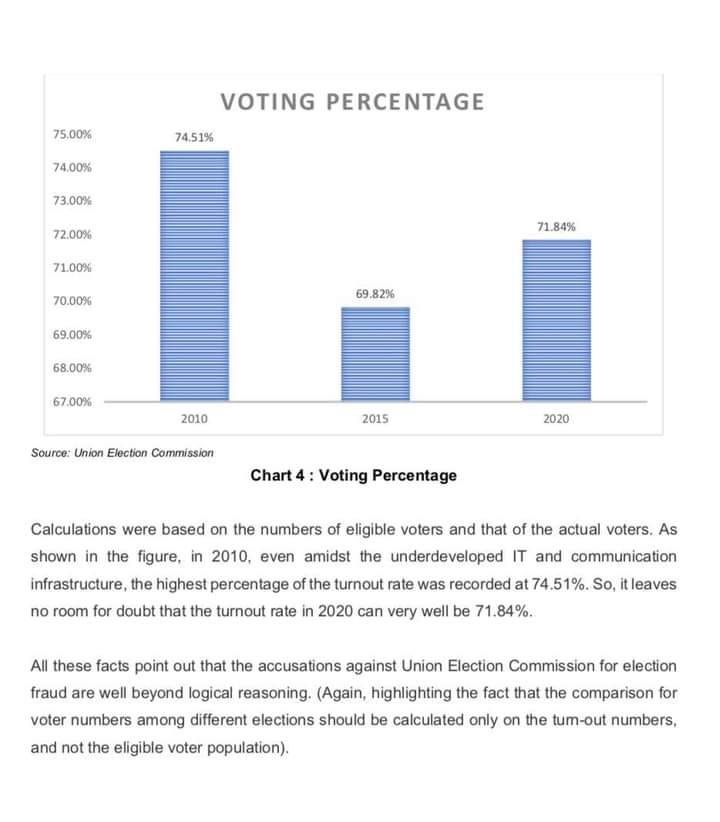 VOTING PERCENTAGE
75.00%
74.00%
73.00%
72.00%
71.00%
70.00%
69.00%
68.00%
67.00%
74.51%
69.82%
71.84%
2010
2015
2020
Source: Union Election Commission
Chart 4 : Voting Percentage
Calculations were based on the numbers of eligible voters and that of the actual voters. As
shown in the figure, in 2010, even amidst the underdeveloped IT and communication
infrastructure, the highest percentage of the turnout rate was recorded at 74.51%. So, it leaves
no room for doubt that the turnout rate in 2020 can very well be 71.84%.
All these facts point out that the accusations against Union Election Commission for election
fraud are well beyond logical reasoning. (Again, highlighting the fact that the comparison for
voter numbers among different elections should be calculated only on the turn-out numbers,
and not the eligible voter population).